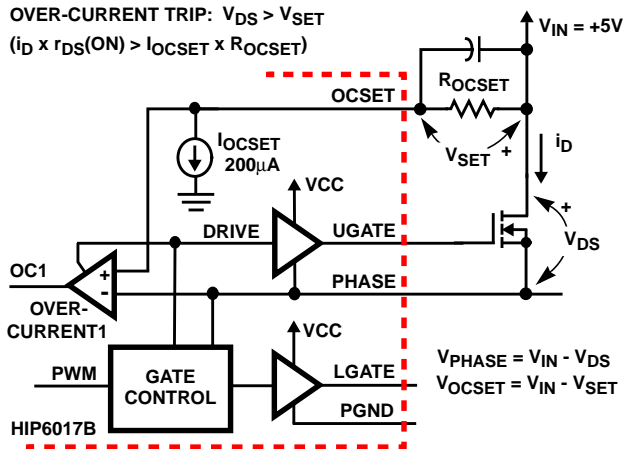 OVER-CURRENT TRIP: VDS > VSET
(iD x rDS(ON) > IOCSET x ROCSET)
VIN = +5V
ROCSET
OCSET
VSET +
iD
IOCSET
200µA
VCC
DRIVE
UGATE
+
VDS
OC1
+
-
PHASE
OVER-
CURRENT1
VCC
PWM
GATE
CONTROL
LGATE
PGND
VPHASE = VIN - VDS
VOCSET = VIN - VSET
HIP6017B